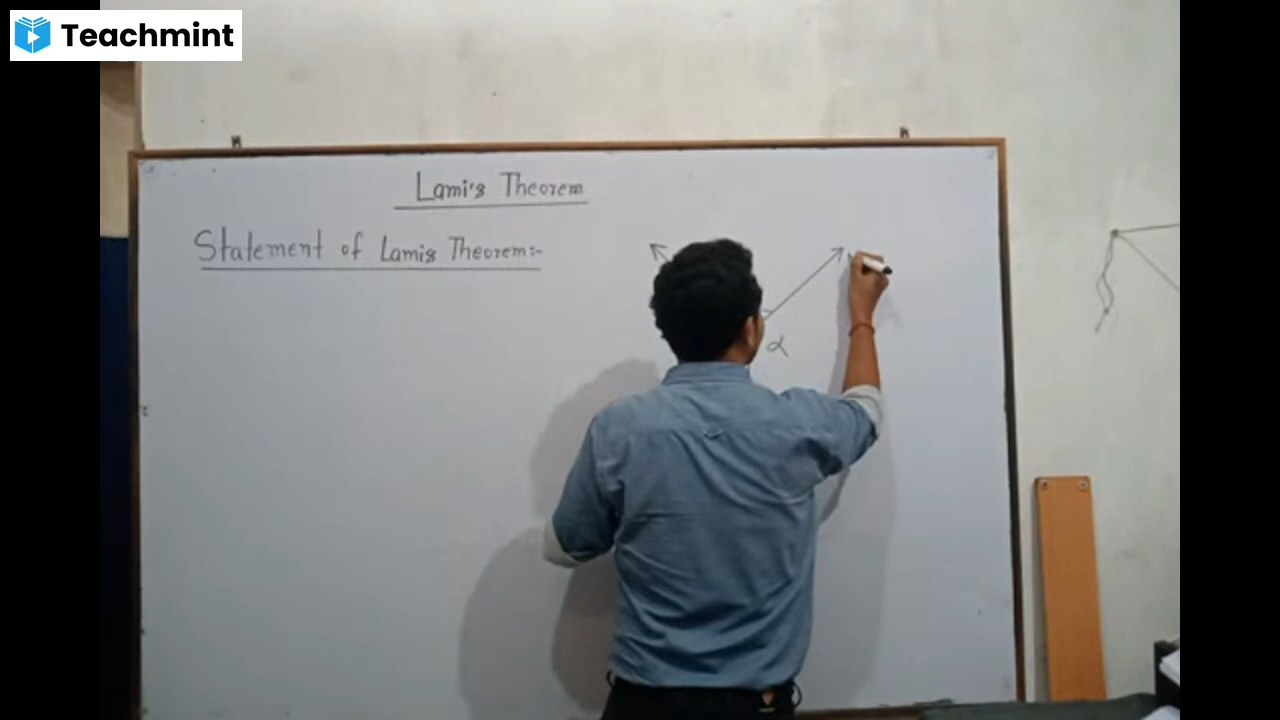 Teachmint
Lami's Theorem
Statement of Lamis Theorem:-
α